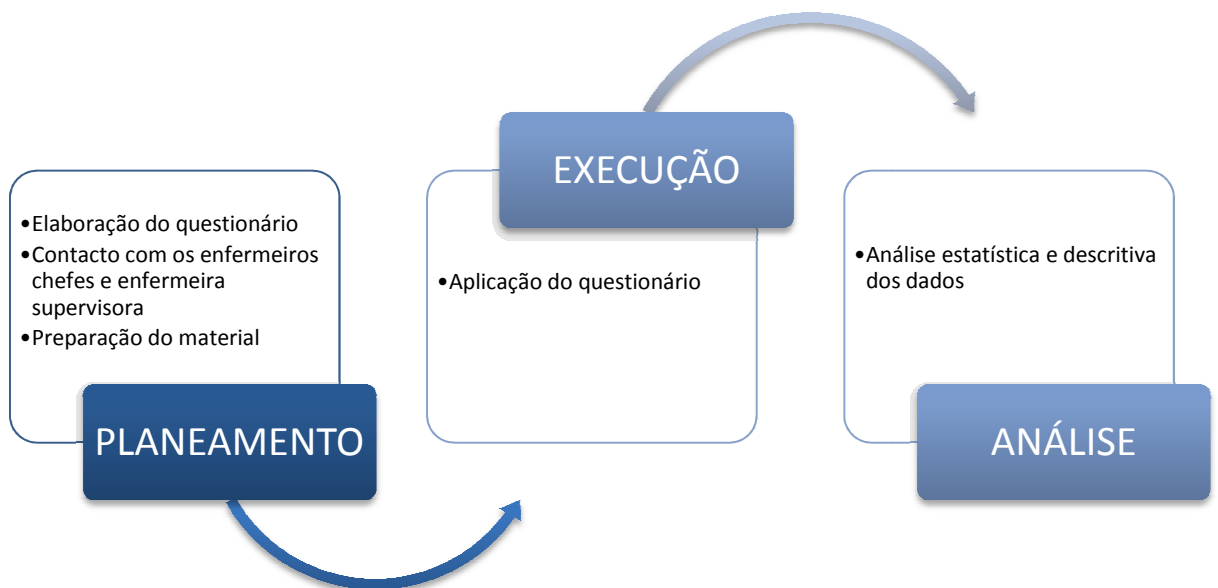 •Elaboração do questionário
•Contacto com os enfermeiros
chefes e enfermeira
supervisora
•Preparação do material
PLANEAMENTO
EXECUÇÃO
•Aplicação do questionário
•Análise estatística e descritiva
dos dados
ANÁLISE